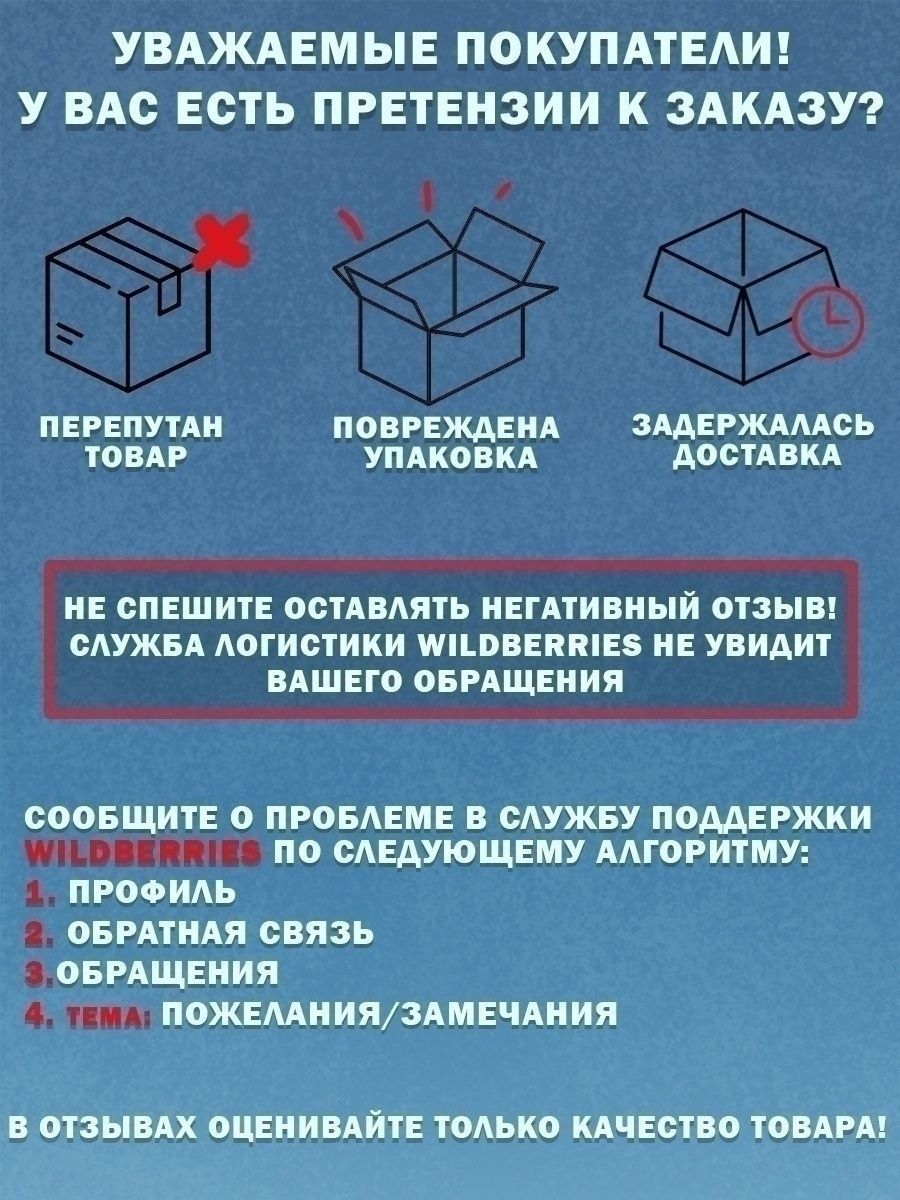 УВАЖАЕМЫЕ ПОКУПАТЕЛИ!
У ВАС ЕСТЬ ПРЕТЕНЗИИ К ЗАКАЗУ?
ПЕРЕПУТАН
ТОВАР
ПОВРЕЖДЕНА
УПАКОВКА
ЗАДЕРЖАЛАСЬ
ДОСТАВКА
НЕ СПЕШИТЕ ОСТАВЛЯТЬ НЕГАТИВНЫЙ ОТЗЫВ!
СЛУЖБА ЛОГИСТИКИ WILDBERRIES НЕ УВИДИТ
ВАШЕГО ОБРАЩЕНИЯ
СООБЩИТЕ О ПРОБЛЕМЕ В СЛУЖБУ ПОДДЕРЖКИ
WILDBERRIES ПО СЛЕДУЮЩЕМУ АЛГОРИТМУ:
1. ПРОФИЛЬ
2. ОБРАТНАЯ СВЯЗЬ
3.ОБРАЩЕНИЯ
4. ТЕМА: ПОЖЕЛАНИЯ/ЗАМЕЧАНИЯ
В ОТЗЫВАХ ОЦЕНИВАЙТЕ ТОЛЬКО КАЧЕСТВО ТОВАРА!